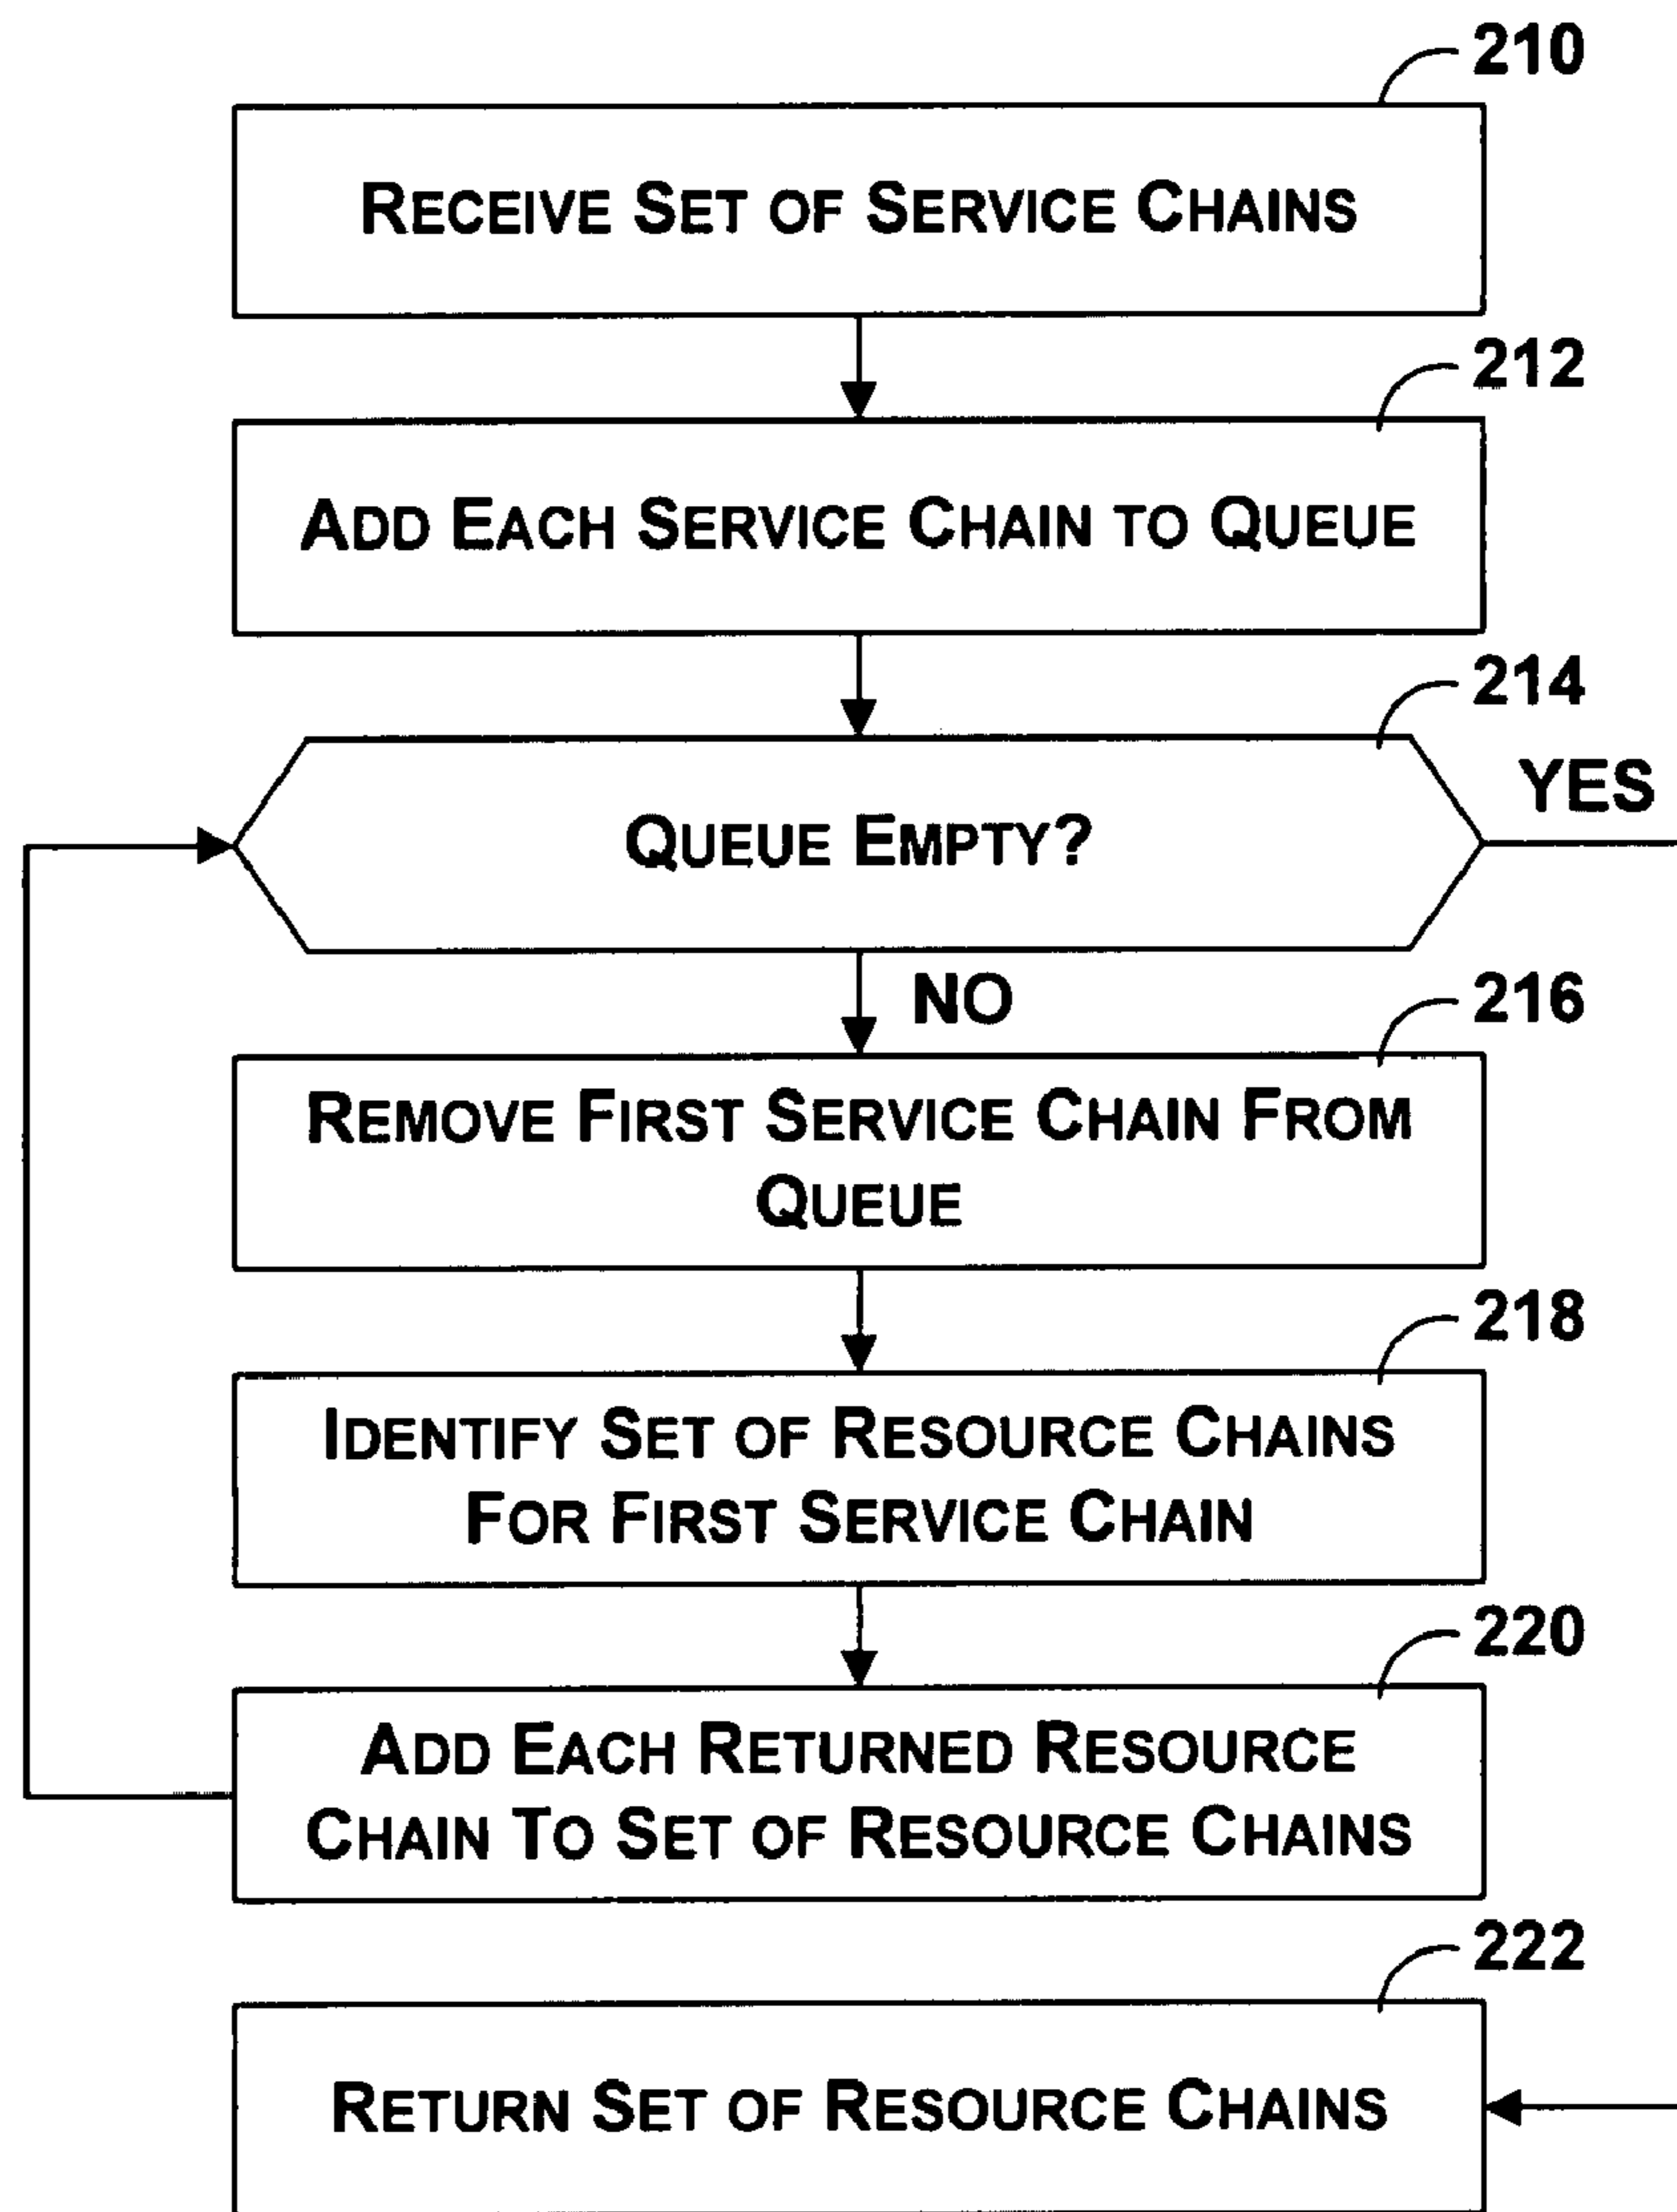 210
RECEIVE SET OF SERVICE CHAINS
212
ADD EACH SERVICE CHAIN TO QUEUE
214
YES
QUEUE EMPTY?
NO
216
REMOVE FIRST SERVICE CHAIN FROM
QUEUE
218
IDENTIFY SET OF RESOURCE CHAINS
FOR FIRST SERVICE CHAIN
220
ADD EACH RETURNED RESOURCE
CHAIN TO SET OF RESOURCE CHAINS
222
RETURN SET OF RESOURCE CHAINS